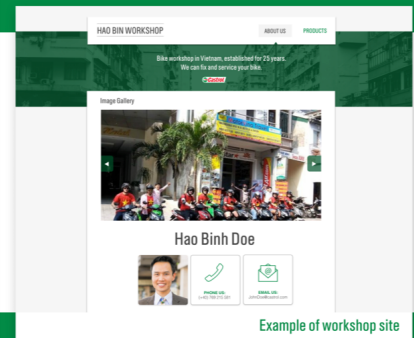 HAO BIN WORKSHOP
ABOUT US
PRODUCTS
Bike workshop in Vietnam, established for 25 years.
We can fix and service your bike.
Castrol
Image Gallery
Hao Binh Doe
PHONE US:
EMAIL US:
Example of workshop site